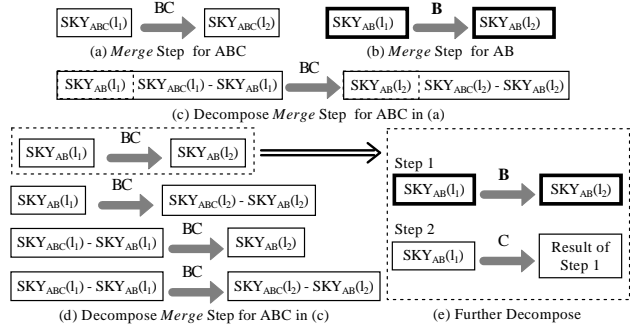 BC
B
SKY_ABC(l_1) SKY_ABC(l_2)
SKY_AB(l_1) SKY_AB(l_2)
(a) Merge Step for ABC
(b) Merge Step for AB
BC
SKY_AB(l_1) SKY_ABC(l_1) - SKY_AB(l_1) SKY_AB(l_2) SKY_ABC(l_2) - SKY_AB(l_2)
(c) Decompose Merge Step for ABC in (a)
BC
SKY_AB(l_1) SKY_AB(l_2)
BC
SKY_AB(l_1) SKY_ABC(l_2) - SKY_AB(l_2)
BC
SKY_ABC(l_1) - SKY_AB(l_1) SKY_AB(l_2)
BC
SKY_ABC(l_1) - SKY_AB(l_1) SKY_ABC(l_2) - SKY_AB(l_2)
(d) Decompose Merge Step for ABC in (c)
Step 1
B
SKY_AB(l_1) SKY_AB(l_2)
Step 2
C
SKY_AB(l_1) Result of
Step 1
(e) Further Decompose